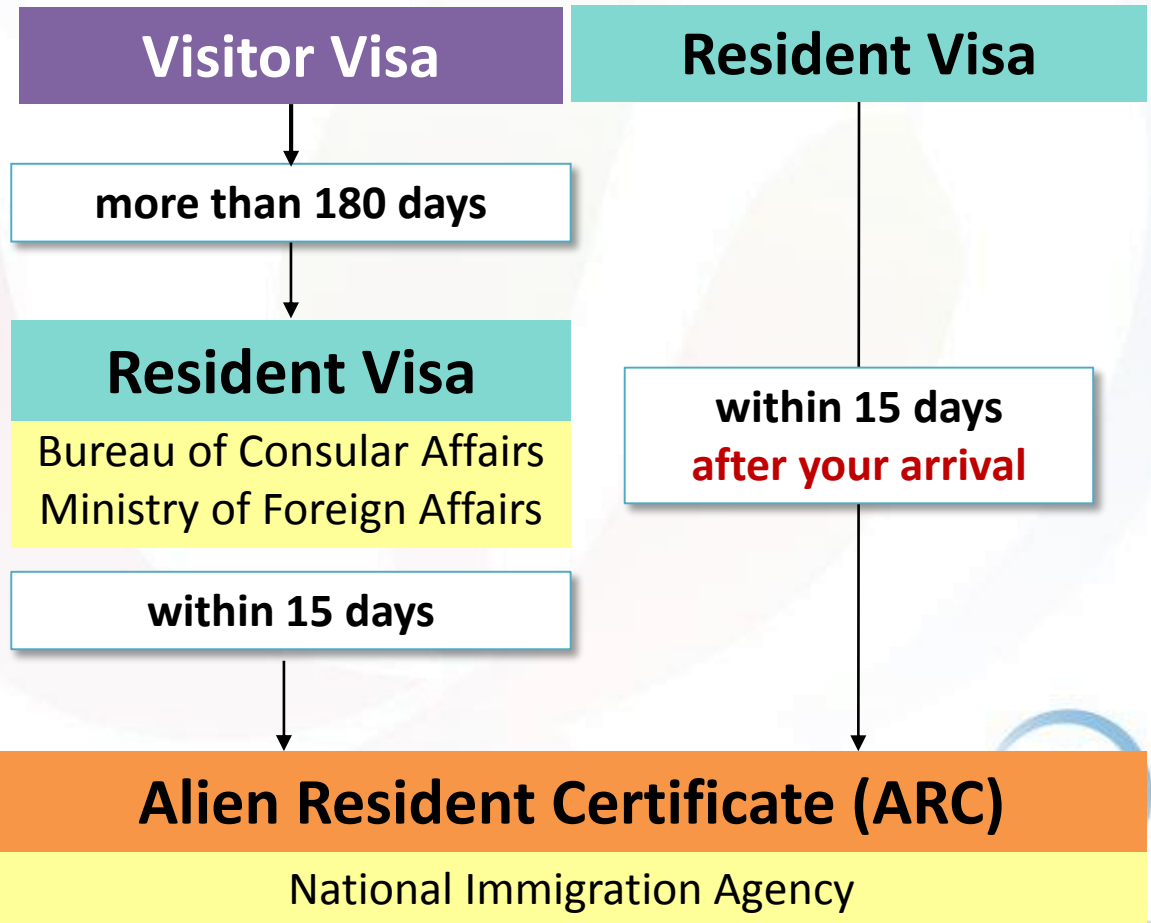 Visitor Visa
more than 180 days
Resident Visa
Bureau of Consular Affairs
Ministry of Foreign Affairs
within 15 days
Resident Visa
within 15 days
after your arrival
Alien Resident Certificate (ARC)
National Immigration Agency